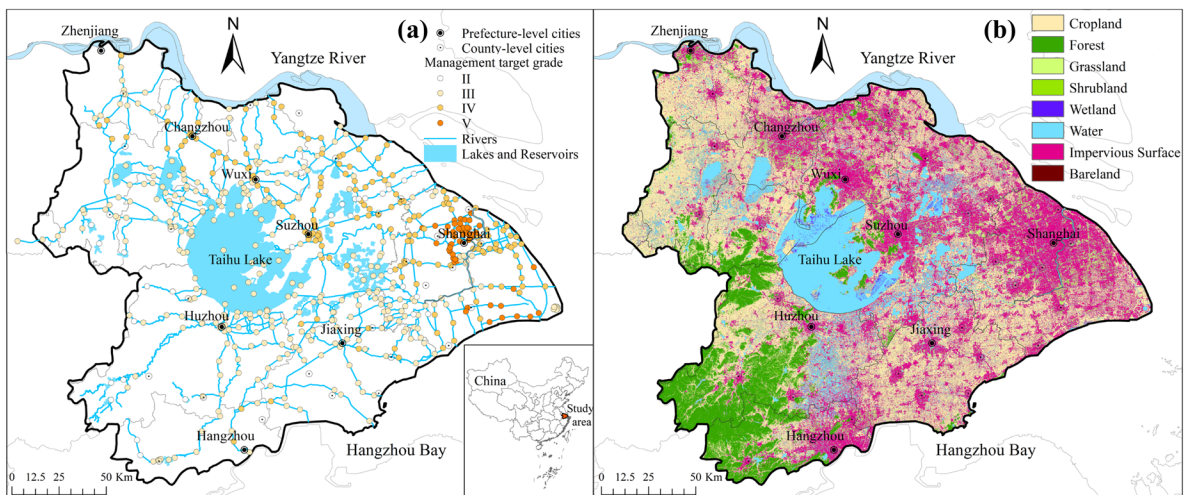 (a)
N
Zhenjiang
Yangtze River
Prefecture-level cities
County-level cities
Management target grade
II
III
IV
V
Rivers
Lakes and Reservoirs
Changzhou
Wuxi
Suzhou
Shanghai
Taihu Lake
Huzhou
Jiaxing
Hangzhou
Hangzhou Bay
China
Study
area
0 12.5 25 50 Km
(b)
N
Zhenjiang
Yangtze River
Cropland
Forest
Grassland
Shrubland
Wetland
Water
Impervious Surface
Bareland
Changzhou
Wuxi
Suzhou
Shanghai
Taihu Lake
Huzhou
Jiaxing
Hangzhou
Hangzhou Bay
0 12.5 25 50 Km